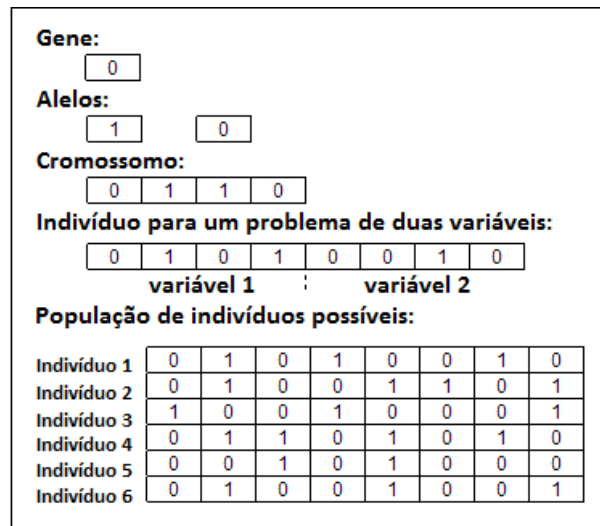 Gene:
0
Alelos:
1 0
Cromossomo:
0 1 1 0
Indivíduo para um problema de duas variáveis:
0 1 0 1 0 0 1 0
variável 1 variável 2
População de indivíduos possíveis:
Indivíduo 1 0 1 0 1 0 0 1 0
Indivíduo 2 0 1 0 0 1 1 0 1
Indivíduo 3 1 0 0 1 0 0 0 1
Indivíduo 4 0 1 1 0 1 0 1 0
Indivíduo 5 0 0 1 0 1 0 0 0
Indivíduo 6 0 1 0 0 1 0 0 1